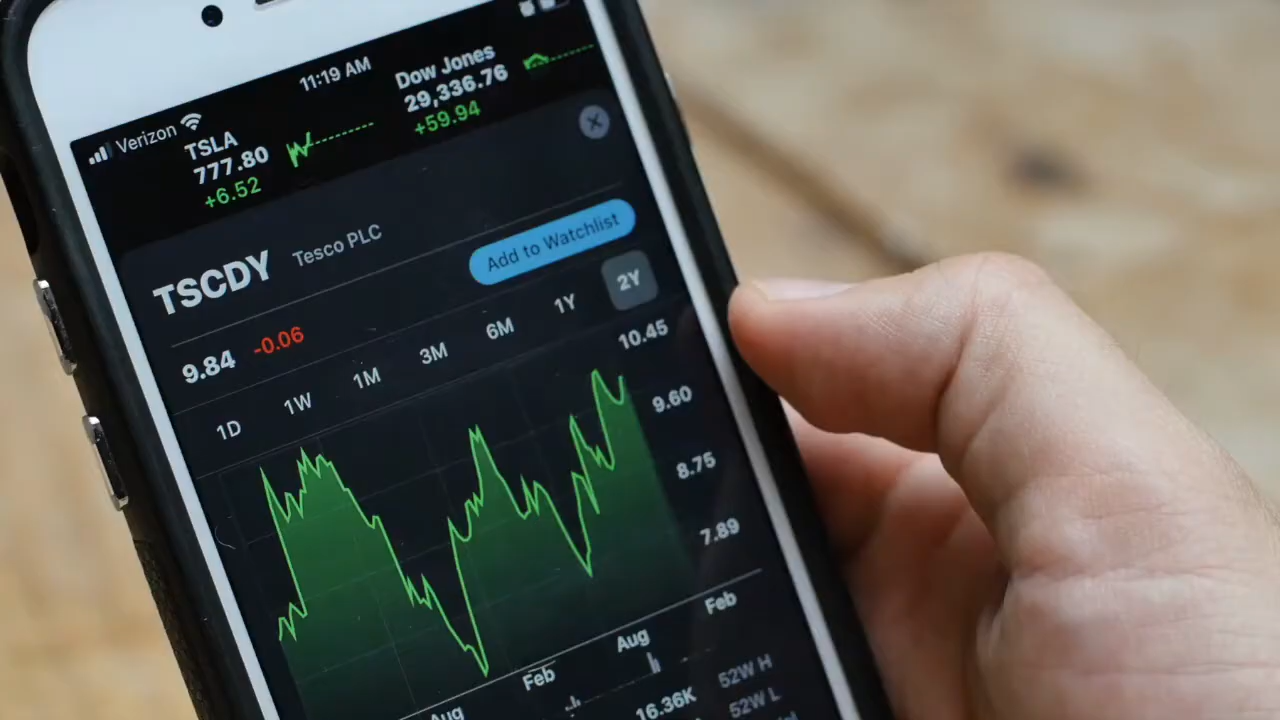 11:19 AM
Verizon
TSLA
777.80
+6.52
Dow Jones
29,336.76
+59.94
TSCDY Tesco PLC
Add to Watchlist
9.84 -0.06
1D 1W 1M 3M 6M 1Y 2Y
10.45
9.60
8.75
7.89
Aug Feb Aug Feb
16.36K
52W H
52W L